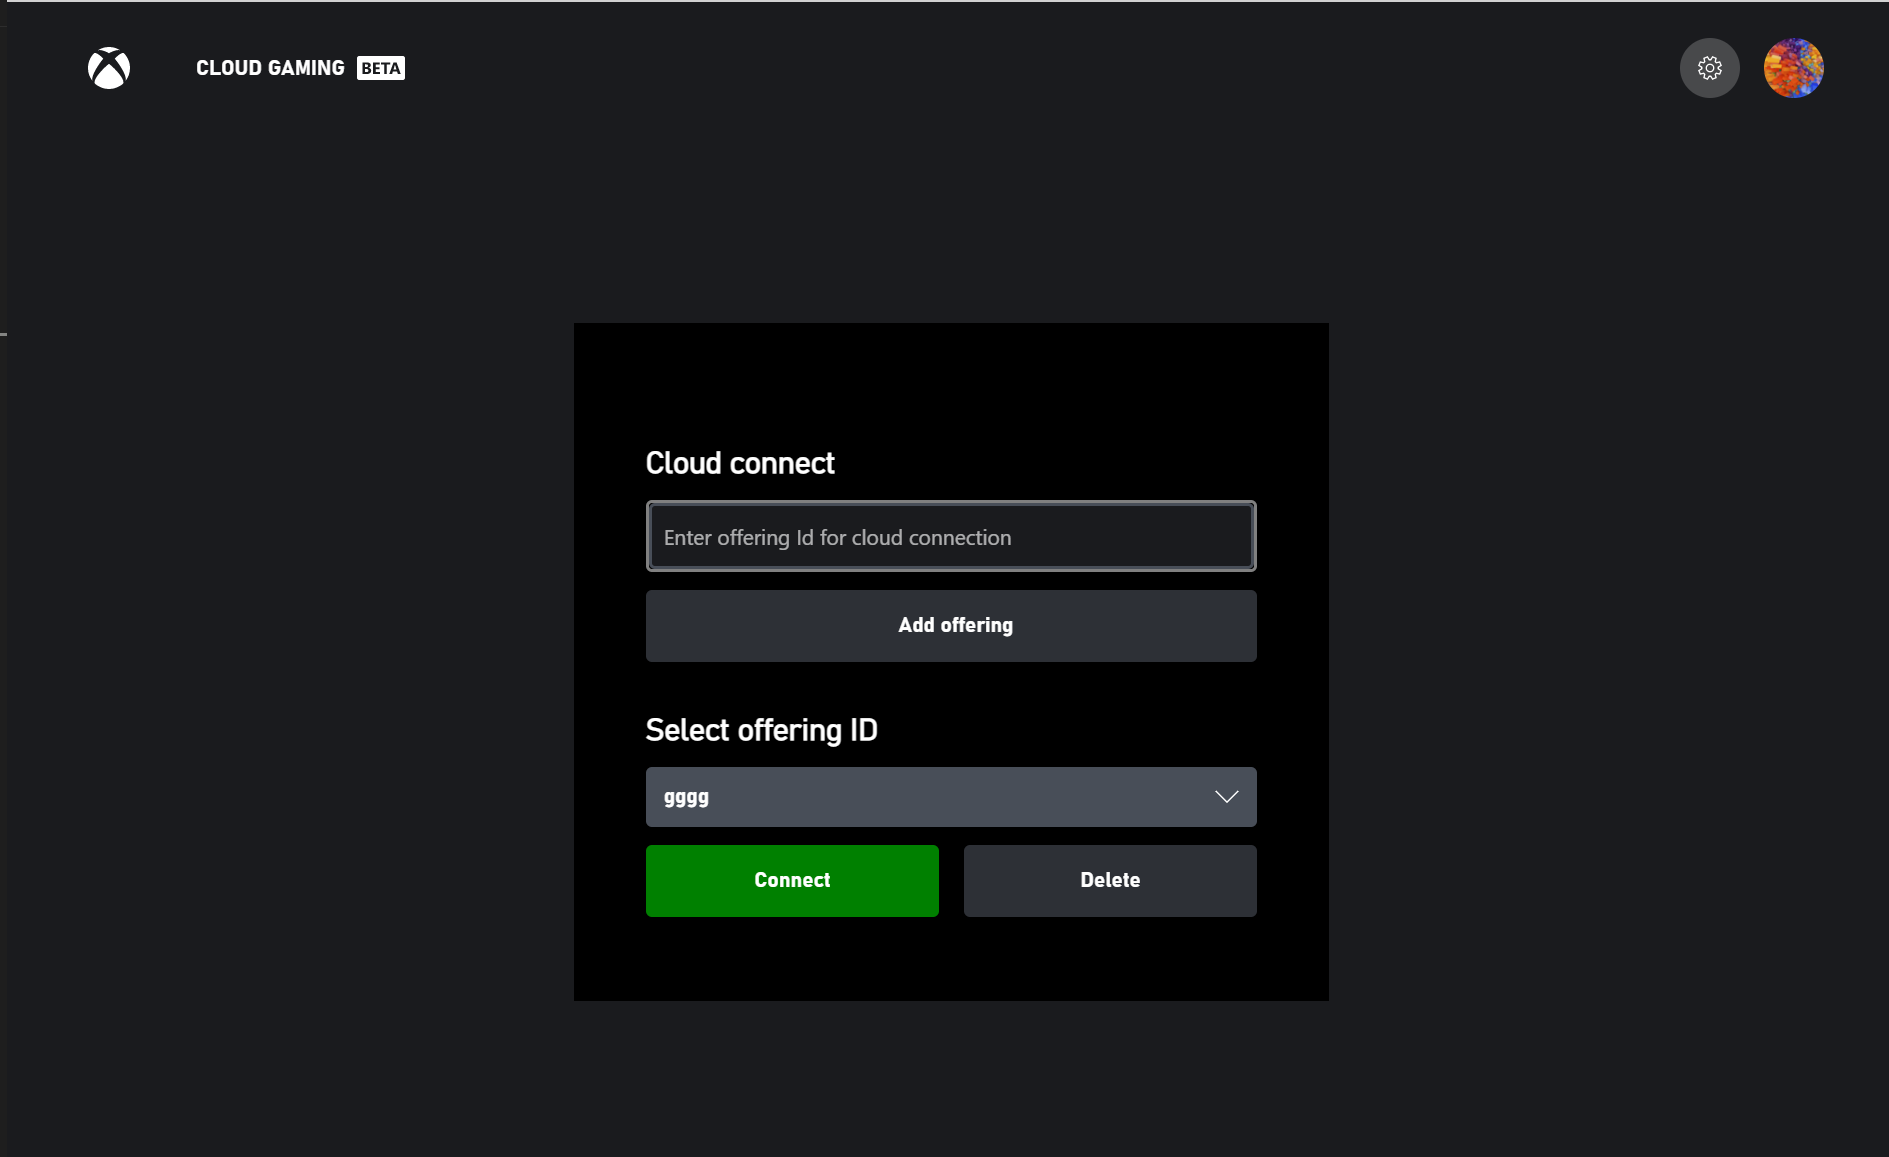 CLOUD GAMING BETA
Cloud connect
Enter offering Id for cloud connection
Add offering
Select offering ID
gggg
Connect
Delete